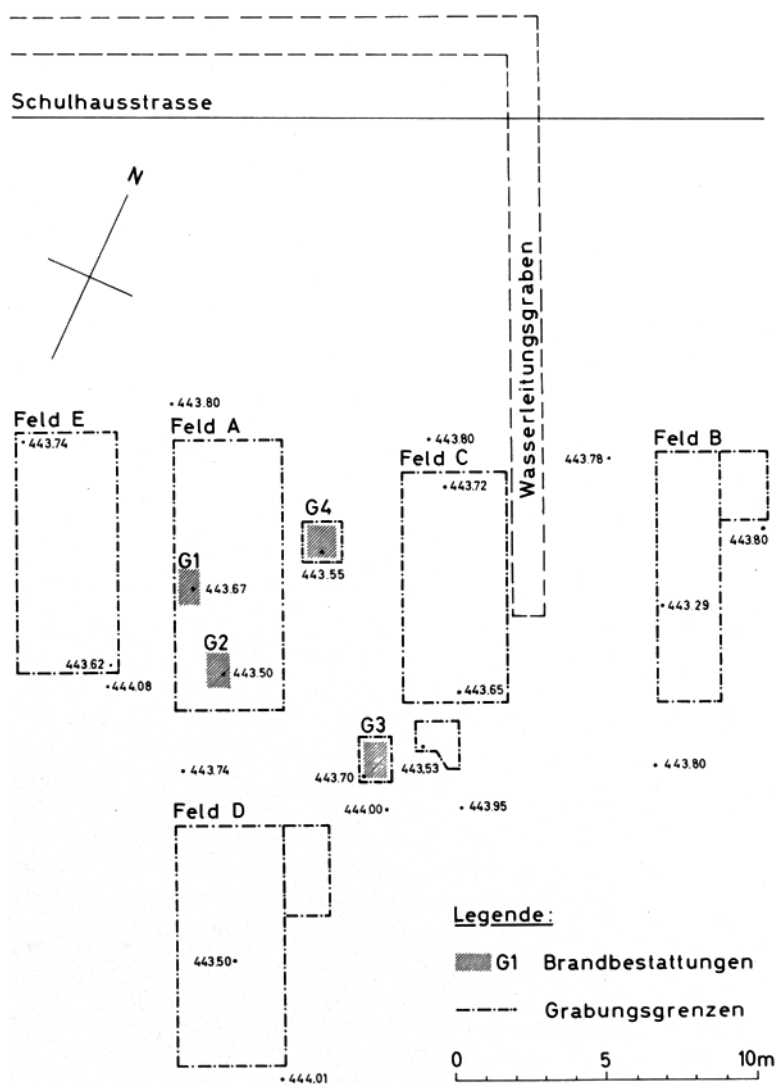 Schulhausstrasse
N
Wasserleitungsgraben
443.80
Feld E
Feld A
443.80
Feld B
443.74
Feld C
443.78
443.72
G4
443.80
443.55
G1
443.67
443.29
G2
443.62
443.50
444.08
443.65
G3
443.74
443.70
443.53
443.80
Feld D
444.00
443.95
Legende:
443.50
G1 Brandbestattungen
Grabungsgrenzen
0 5 10m
444.01